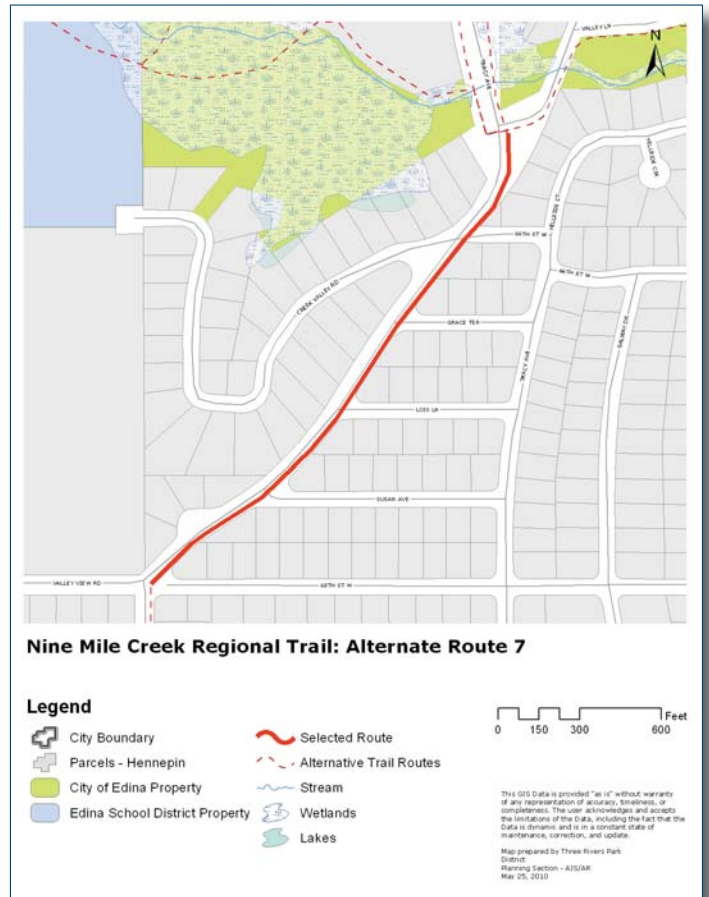 VALLEY LN
N
TRACY AVE
HILLSIDE CIR
HILLSIDE CT
66TH ST W
66TH ST W
CREEK VALLEY RD
GRACE TER
TRACY AVE
LOIS LN
SUSAN AVE
VALLEY VIEW RD
68TH ST W
Nine Mile Creek Regional Trail: Alternate Route 7
Legend
City Boundary
Parcels - Hennepin
City of Edina Property
Edina School District Property
Selected Route
Alternative Trail Routes
Stream
Wetlands
Lakes
Feet
0 150 300 600
This GIS Data is provided "as is" without warranty
of any representation of accuracy, timeliness, or
completeness. The user acknowledges and accepts
the limitations of the Data, including the fact that the
Data is dynamic and is in a constant state of
maintenance, correction, and update.
Map prepared by Three Rivers Park
District
Planning Section - AJS/AR
May 25, 2010